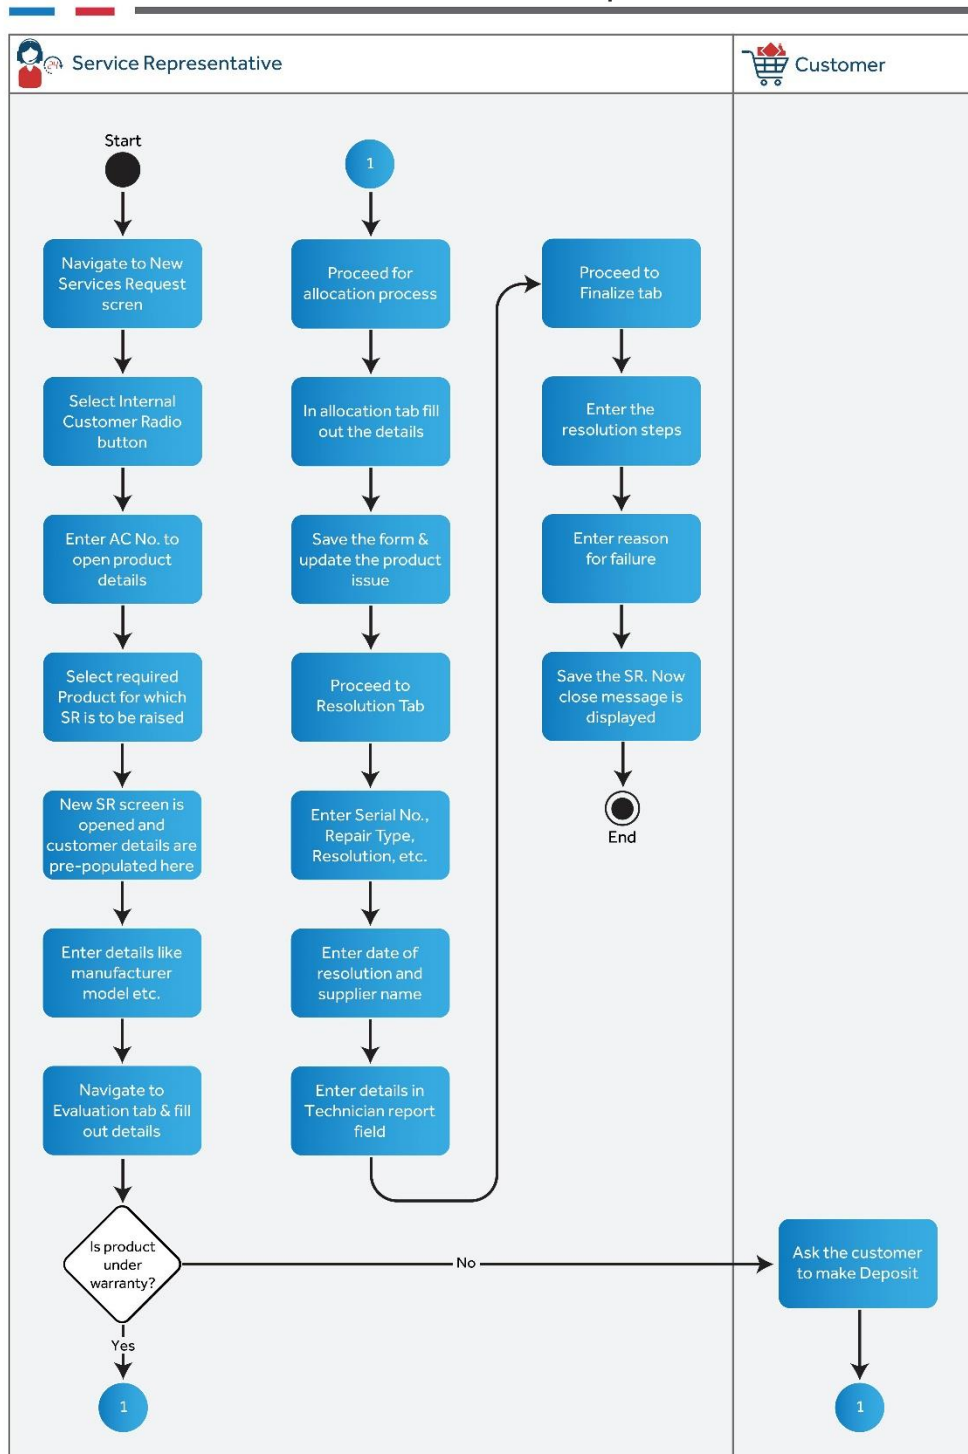 Service Representative
Customer
Start
Navigate to New
Services Request
scren
Select Internal
Customer Radio
button
Enter AC No. to
open product
details
Select required
Product for which
SR is to be raised
New SR screen is
opened and
customer details are
pre-populated here
Enter details like
manufacturer
model etc.
Navigate to
Evaluation tab & fill
out details
Is product
under
warranty?
Yes
1
No
1
Proceed for
allocation process
In allocation tab fill
out the details
Save the form &
update the product
issue
Proceed to
Resolution Tab
Enter Serial No.,
Repair Type,
Resolution, etc.
Enter date of
resolution and
supplier name
Enter details in
Technician report
field
Proceed to
Finalize tab
Enter the
resolution steps
Enter reason
for failure
Save the SR. Now
close message is
displayed
End
Ask the customer
to make Deposit
1